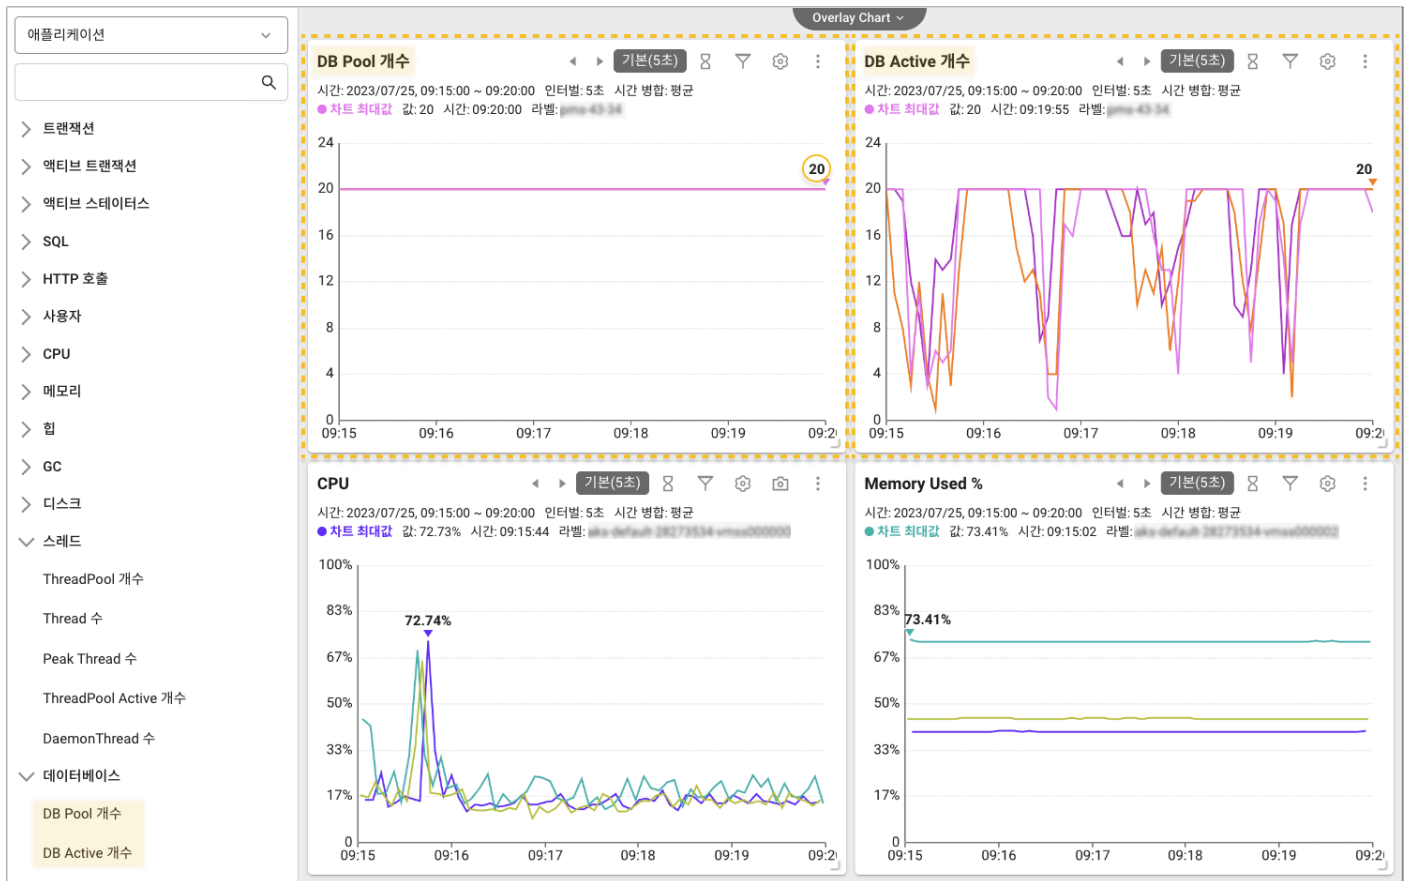 애플리케이션
트랜잭션
액티브 트랜잭션
액티브 스테이터스
SQL
HTTP 호출
사용자
CPU
메모리
힙
GC
디스크
스레드
ThreadPool 개수
Thread 수
Peak Thread 수
ThreadPool Active 개수
DaemonThread 수
데이터베이스
DB Pool 개수
DB Active 개수
Overlay Chart
DB Pool 개수
기본(5초)
시간: 2023/07/25, 09:15:00 ~ 09:20:00 인터벌: 5초 시간 병합: 평균
차트 최대값 값: 20 시간: 09:20:00 라벨:
24
20
20
16
12
8
4
0
09:15 09:16 09:17 09:18 09:19
DB Active 개수
기본(5초)
시간: 2023/07/25, 09:15:00 ~ 09:20:00 인터벌: 5초 시간 병합: 평균
차트 최대값 값: 20 시간: 09:19:55 라벨:
24
20
20
16
12
8
4
0
09:15 09:16 09:17 09:18 09:19
CPU
기본(5초)
시간: 2023/07/25, 09:15:00 ~ 09:20:00 인터벌: 5초 시간 병합: 평균
차트 최대값 값: 72.73% 시간: 09:15:44 라벨:
100%
83%
72.74%
67%
50%
33%
17%
0
09:15 09:16 09:17 09:18 09:19
Memory Used %
기본(5초)
시간: 2023/07/25, 09:15:00 ~ 09:20:00 인터벌: 5초 시간 병합: 평균
차트 최대값 값: 73.41% 시간: 09:15:02 라벨:
100%
83%
73.41%
67%
50%
33%
17%
0
09:15 09:16 09:17 09:18 09:19